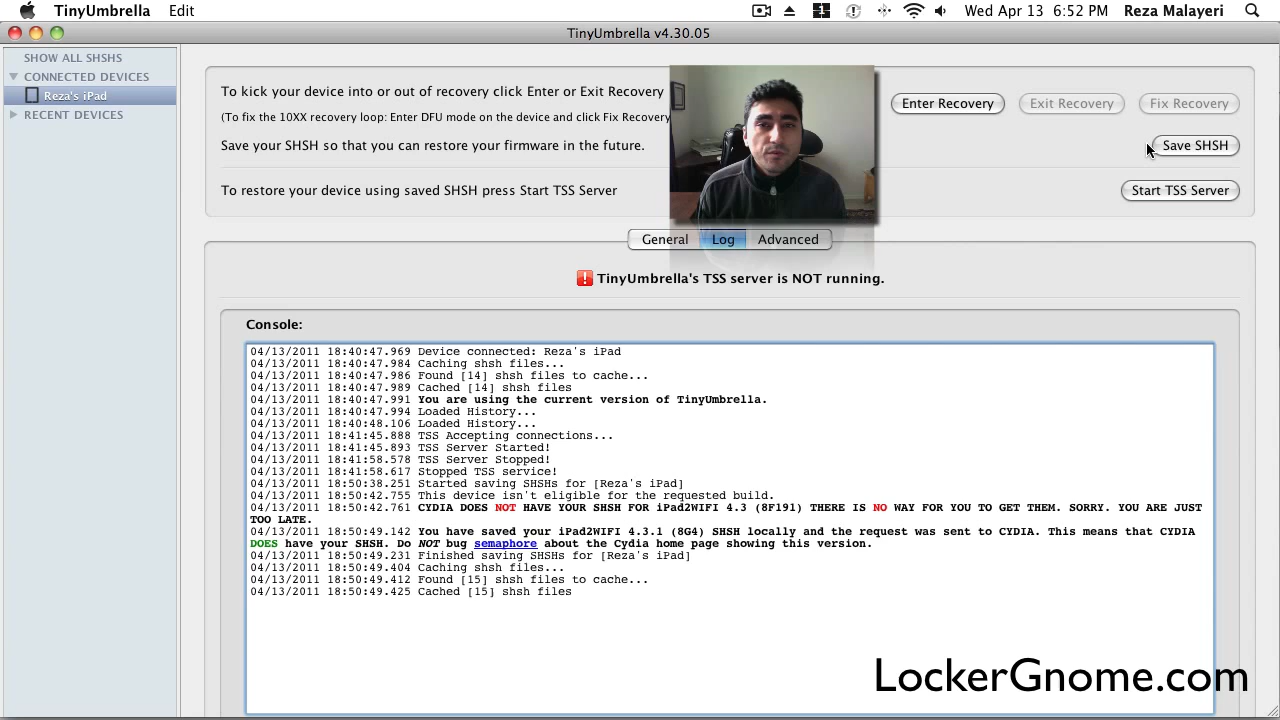 TinyUmbrella Edit Wed Apr 13 6:52 PM Reza Malayeri
TinyUmbrella v4.30.05
SHOW ALL SHSHS
CONNECTED DEVICES
Reza's iPad
RECENT DEVICES
To kick your device into or out of recovery click Enter or Exit Recovery
Enter Recovery Exit Recovery Fix Recovery
(To fix the 10XX recovery loop: Enter DFU mode on the device and click Fix Recovery
Save your SHSH so that you can restore your firmware in the future.
Save SHSH
To restore your device using saved SHSH press Start TSS Server
Start TSS Server
General Log Advanced
TinyUmbrella's TSS server is NOT running.
Console:
04/13/2011 18:40:47.969 Device connected: Reza's iPad
04/13/2011 18:40:47.984 Caching shsh files...
04/13/2011 18:40:47.986 Found [14] shsh files to cache...
04/13/2011 18:40:47.989 Cached [14] shsh files
04/13/2011 18:40:47.991 You are using the current version of TinyUmbrella.
04/13/2011 18:40:47.994 Loaded History...
04/13/2011 18:40:48.106 Loaded History...
04/13/2011 18:41:45.888 TSS Accepting connections...
04/13/2011 18:41:45.893 TSS Server Started!
04/13/2011 18:41:58.578 TSS Server Stopped!
04/13/2011 18:41:58.617 Stopped TSS service!
04/13/2011 18:50:38.251 Started saving SHSHs for [Reza's iPad]
04/13/2011 18:50:42.755 This device isn't eligible for the requested build.
04/13/2011 18:50:42.761 CYDIA DOES NOT HAVE YOUR SHSH FOR iPad2WIFI 4.3 (8F191) THERE IS NO WAY FOR YOU TO GET THEM. SORRY. YOU ARE JUST
TOO LATE.
04/13/2011 18:50:49.142 You have saved your iPad2WIFI 4.3.1 (8G4) SHSH locally and the request was sent to CYDIA. This means that CYDIA
DOES have your SHSH. Do NOT bug semaphore about the Cydia home page showing this version.
04/13/2011 18:50:49.231 Finished saving SHSHs for [Reza's iPad]
04/13/2011 18:50:49.404 Caching shsh files...
04/13/2011 18:50:49.412 Found [15] shsh files to cache...
04/13/2011 18:50:49.425 Cached [15] shsh files
LockerGnome.com